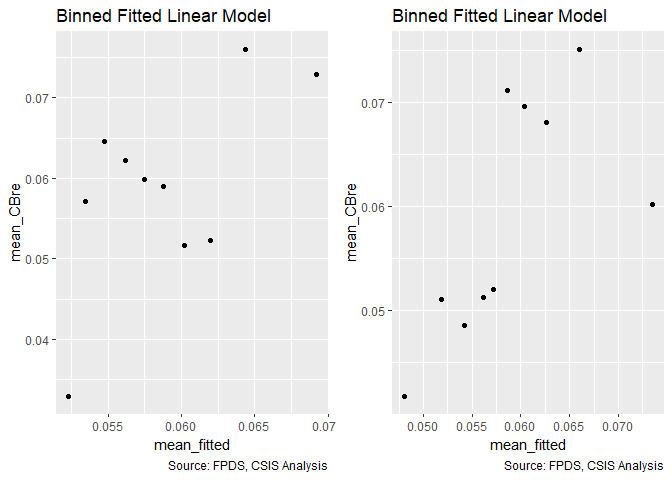 Binned Fitted Linear Model
0.07
0.06
0.05
0.04
mean_CBre
0.055
0.060
0.065
0.07
mean_fitted
Source: FPDS, CSIS Analysis
Binned Fitted Linear Model
0.07
0.06
0.05
mean_CBre
0.050
0.055
0.060
0.065
0.070
mean_fitted
Source: FPDS, CSIS Analysis